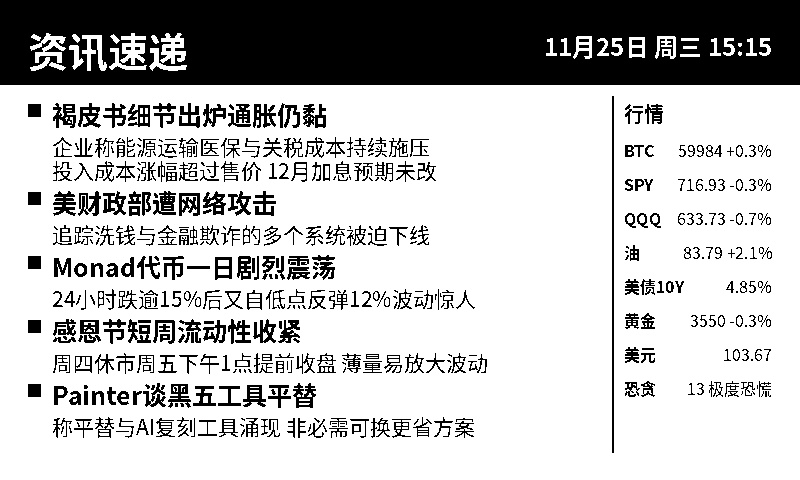 资讯速递
11月25日 周三 15:15
褐皮书细节出炉通胀仍黏
企业称能源运输医保与关税成本持续施压
投入成本涨幅超过售价 12月加息预期未改
美财政部遭网络攻击
追踪洗钱与金融欺诈的多个系统被迫下线
Monad代币一日剧烈震荡
24小时跌逾15%后又自低点反弹12%波动惊人
感恩节短周流动性收紧
周四休市周五下午1点提前收盘 薄量易放大波动
Painter谈黑五工具平替
称平替与AI复刻工具涌现 非必需可换更省方案
行情
BTC 59984 +0.3%
SPY 716.93 -0.3%
QQQ 633.73 -0.7%
油 83.79 +2.1%
美债10Y 4.85%
黄金 3550 -0.3%
美元 103.67
恐贪 13 极度恐慌